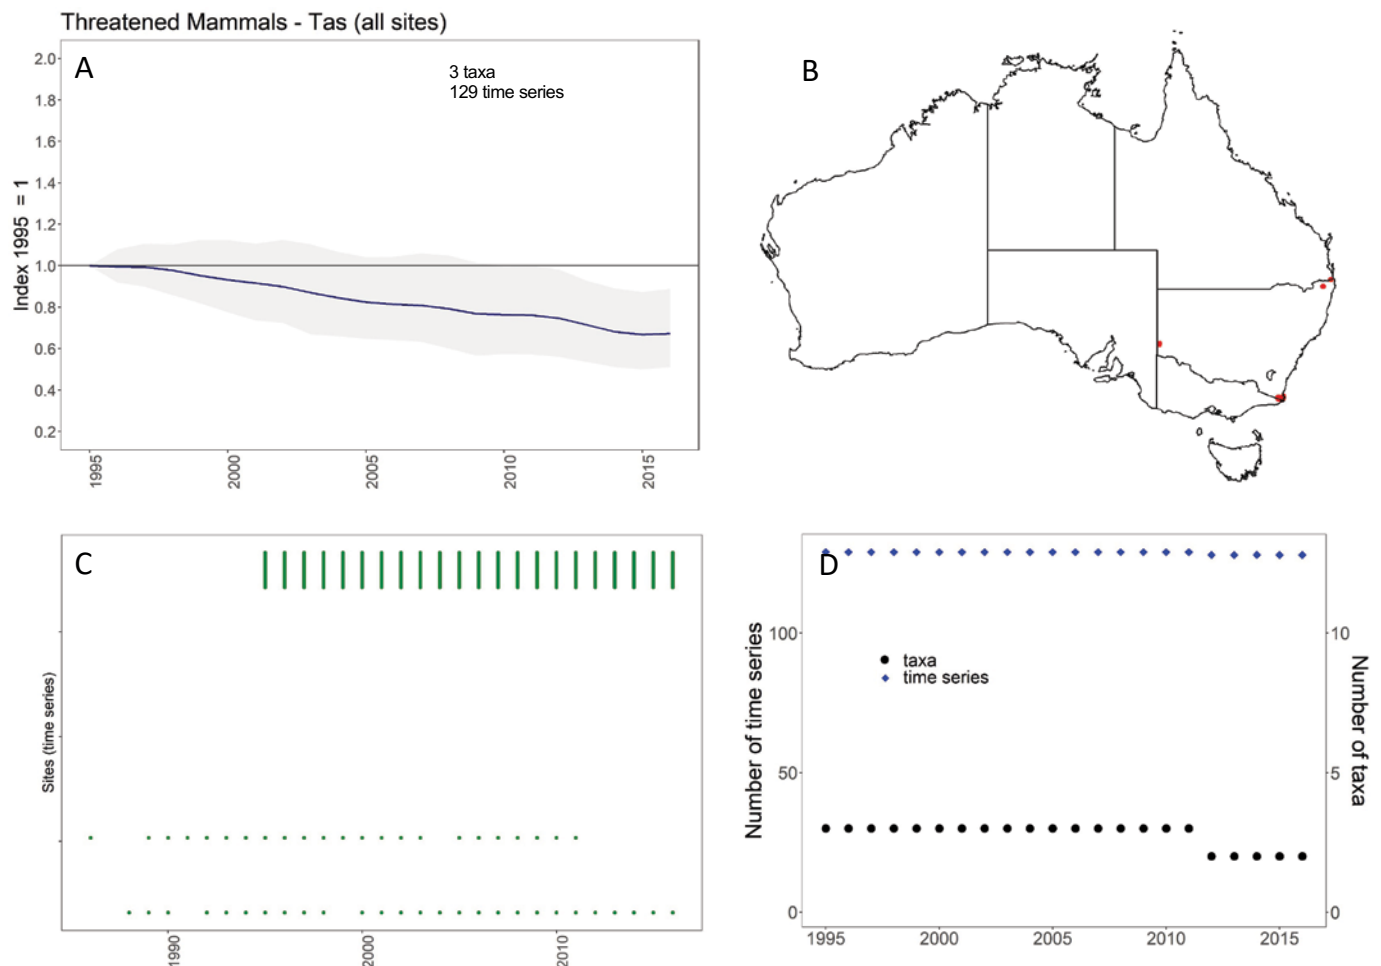 Threatened Mammals - Tas (all sites)
A
3 taxa
129 time series
Index 1995 = 1
2.0
1.8
1.6
1.4
1.2
1.0
0.8
0.6
0.4
0.2
1995
2000
2005
2010
2015
B
C
Sites (time series)
1990
2000
2010
D
Number of time series
100
50
0
taxa
time series
10
5
0
Number of taxa
1995
2000
2005
2010
2015